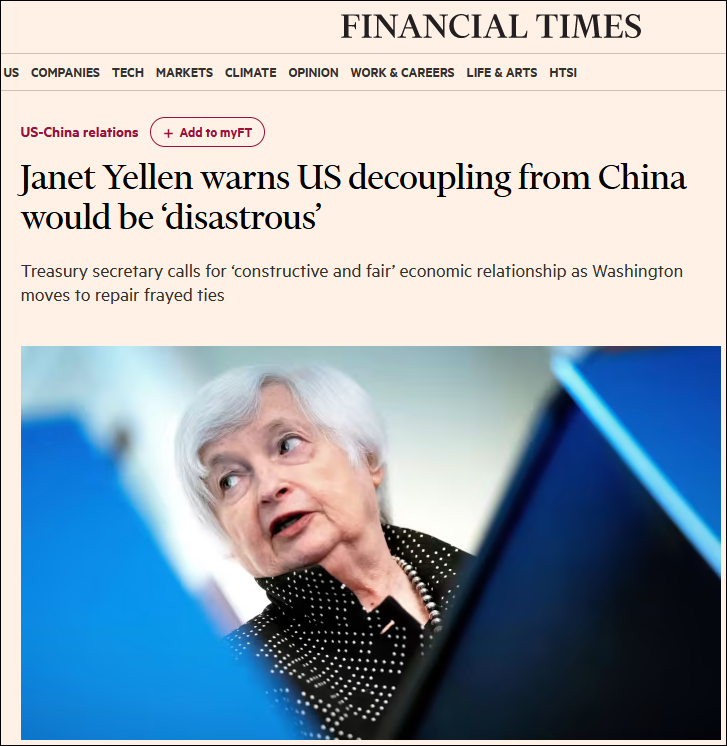 FINANCIAL TIMES
US COMPANIES TECH MARKETS CLIMATE OPINION WORK & CAREERS LIFE & ARTS HTSI
US-China relations + Add to myFT
Janet Yellen warns US decoupling from China
would be ‘disastrous’
Treasury secretary calls for ‘constructive and fair’ economic relationship as Washington
moves to repair frayed ties